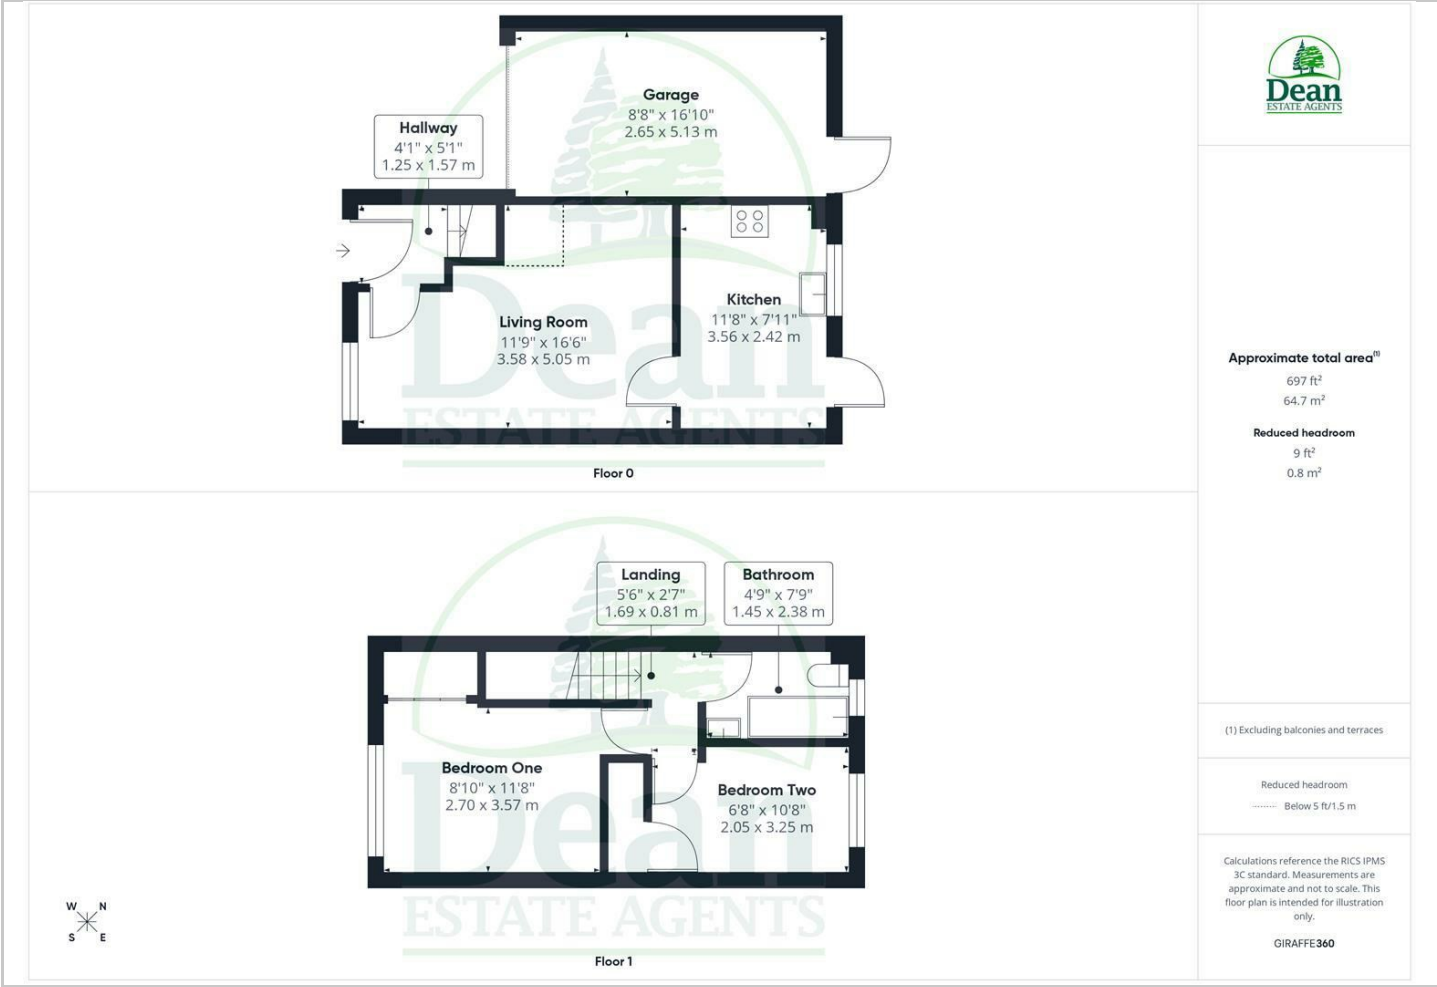 Garage
8'8" x 16'10"
2.65 x 5.13 m
Hallway
4'1" x 5'1"
1.25 x 1.57 m
Living Room
11'9" x 16'6"
3.58 x 5.05 m
Kitchen
11'8" x 7'11"
3.56 x 2.42 m
Dean
ESTATE AGENTS
Floor 0
Landing
5'6" x 2'7"
1.69 x 0.81 m
Bathroom
4'9" x 7'9"
1.45 x 2.38 m
Bedroom One
8'10" x 11'8"
2.70 x 3.57 m
Bedroom Two
6'8" x 10'8"
2.05 x 3.25 m
Dean
ESTATE AGENTS
Floor 1
W N
S E
Dean
ESTATE AGENTS
Approximate total area(1)
697 ft²
64.7 m²
Reduced headroom
9 ft²
0.8 m²
(1) Excluding balconies and terraces
Reduced headroom
Below 5 ft/1.5 m
Calculations reference the RICS IPMS
3C standard. Measurements are
approximate and not to scale. This
floor plan is intended for illustration
only.
GIRAFFE360